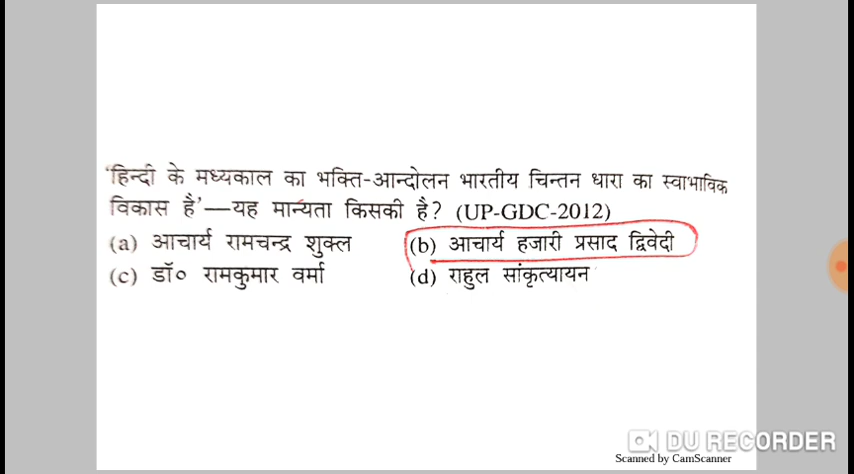 'हिन्दी के मध्यकाल का भक्ति-आन्दोलन भारतीय चिन्तन धारा का स्वाभाविक
विकास है'—यह मान्यता किसकी है? (UP-GDC-2012)
(a) आचार्य रामचन्द्र शुक्ल (b) आचार्य हजारी प्रसाद द्विवेदी
(c) डॉ० रामकुमार वर्मा (d) राहुल सांकृत्यायन
DU RECORDER
Scanned by CamScanner